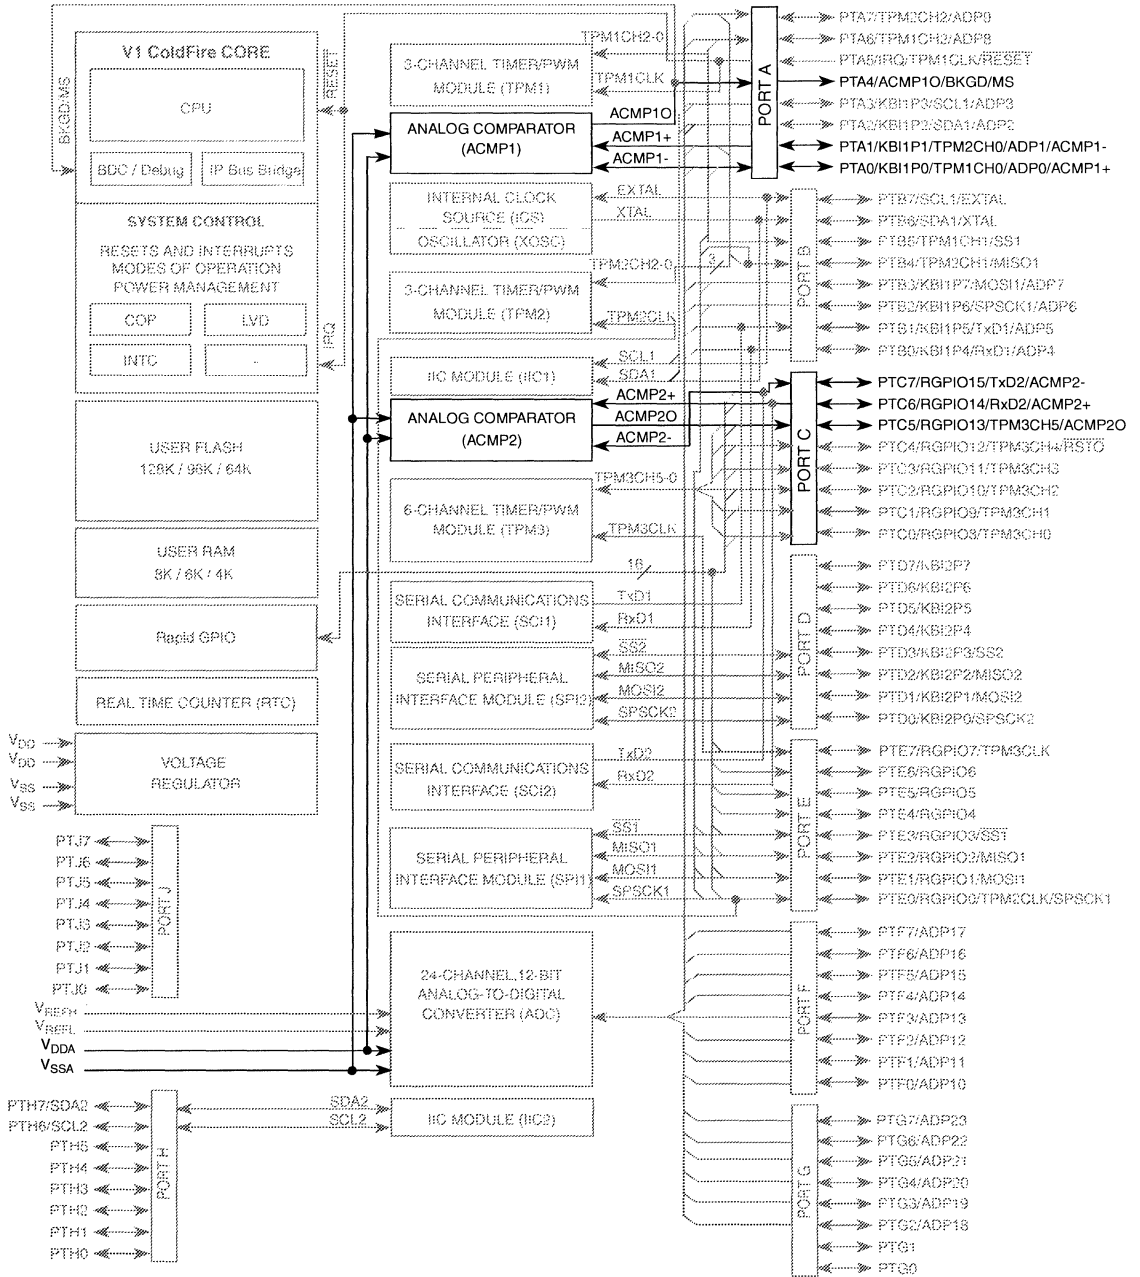 V1 ColdFire CORE
CPU
BDC / Debug
IP Bus Bridge
BKGD/MS
RESET
SYSTEM CONTROL
RESETS AND INTERRUPTS
MODES OF OPERATION
POWER MANAGEMENT
COP
LVD
INTC
-
IRQ
USER FLASH
128K / 96K / 64K
USER RAM
8K / 6K / 4K
Rapid GPIO
REAL TIME COUNTER (RTC)
VDD
VDD
VSS
VSS
VOLTAGE
REGULATOR
PTJ7
PTJ6
PTJ5
PTJ4
PTJ3
PTJ2
PTJ1
PTJ0
PORT J
VREFH
VREFL
VDDA
VSSA
PTH7/SDA2
PTH6/SCL2
PTH5
PTH4
PTH3
PTH2
PTH1
PTH0
PORT H
SDA2
SCL2
3-CHANNEL TIMER/PWM
MODULE (TPM1)
TPM1CH2-0
TPM1CLK
ANALOG COMPARATOR
(ACMP1)
ACMP1O
ACMP1+
ACMP1-
INTERNAL CLOCK
SOURCE (ICS)
OSCILLATOR (XOSC)
EXTAL
XTAL
3-CHANNEL TIMER/PWM
MODULE (TPM2)
TPM2CH2-0
3
TPM2CLK
IIC MODULE (IIC1)
SCL1
SDA1
ANALOG COMPARATOR
(ACMP2)
ACMP2+
ACMP2O
ACMP2-
6-CHANNEL TIMER/PWM
MODULE (TPM3)
TPM3CH5-0
TPM3CLK
16
SERIAL COMMUNICATIONS
INTERFACE (SCI1)
TxD1
RxD1
SERIAL PERIPHERAL
INTERFACE MODULE (SPI2)
SS2
MISO2
MOSI2
SPSCK2
SERIAL COMMUNICATIONS
INTERFACE (SCI2)
TxD2
RxD2
SERIAL PERIPHERAL
INTERFACE MODULE (SPI1)
SS1
MISO1
MOSI1
SPSCK1
24-CHANNEL,12-BIT
ANALOG-TO-DIGITAL
CONVERTER (ADC)
IIC MODULE (IIC2)
PORT A
PTA7/TPM2CH2/ADP9
PTA6/TPM1CH2/ADP8
PTA5/IRQ/TPM1CLK/RESET
PTA4/ACMP1O/BKGD/MS
PTA3/KBI1P3/SCL1/ADP3
PTA2/KBI1P2/SDA1/ADP2
PTA1/KBI1P1/TPM2CH0/ADP1/ACMP1-
PTA0/KBI1P0/TPM1CH0/ADP0/ACMP1+
PORT B
PTB7/SCL1/EXTAL
PTB6/SDA1/XTAL
PTB5/TPM1CH1/SS1
PTB4/TPM2CH1/MISO1
PTB3/KBI1P7/MOSI1/ADP7
PTB2/KBI1P6/SPSCK1/ADP6
PTB1/KBI1P5/TxD1/ADP5
PTB0/KBI1P4/RxD1/ADP4
PORT C
PTC7/RGPIO15/TxD2/ACMP2-
PTC6/RGPIO14/RxD2/ACMP2+
PTC5/RGPIO13/TPM3CH5/ACMP2O
PTC4/RGPIO12/TPM3CH4/RSTO
PTC3/RGPIO11/TPM3CH3
PTC2/RGPIO10/TPM3CH2
PTC1/RGPIO9/TPM3CH1
PTC0/RGPIO8/TPM3CH0
PORT D
PTD7/KBI2P7
PTD6/KBI2P6
PTD5/KBI2P5
PTD4/KBI2P4
PTD3/KBI2P3/SS2
PTD2/KBI2P2/MISO2
PTD1/KBI2P1/MOSI2
PTD0/KBI2P0/SPSCK2
PORT E
PTE7/RGPIO7/TPM3CLK
PTE6/RGPIO6
PTE5/RGPIO5
PTE4/RGPIO4
PTE3/RGPIO3/SS1
PTE2/RGPIO2/MISO1
PTE1/RGPIO1/MOSI1
PTE0/RGPIO0/TPM2CLK/SPSCK1
PORT F
PTF7/ADP17
PTF6/ADP16
PTF5/ADP15
PTF4/ADP14
PTF3/ADP13
PTF2/ADP12
PTF1/ADP11
PTF0/ADP10
PORT G
PTG7/ADP23
PTG6/ADP22
PTG5/ADP21
PTG4/ADP20
PTG3/ADP19
PTG2/ADP18
PTG1
PTG0